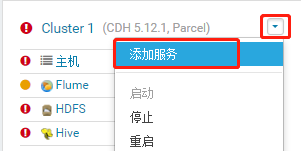 Cluster 1 (CDH 5.12.1, Parcel)
添加服务
主机
启动
Flume
停止
HDFS
重启
Hive